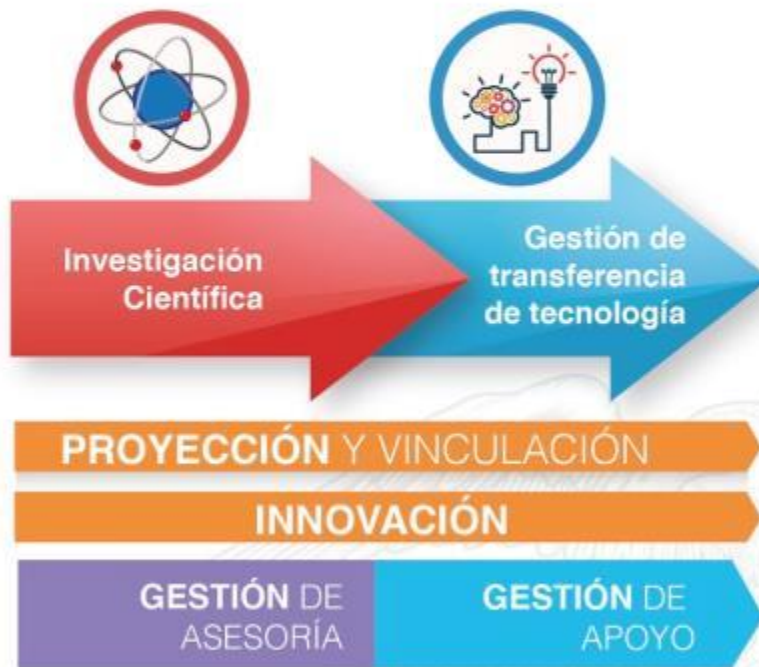 Investigación
Científica
Gestión de
transferencia
de tecnología
PROYECCIÓN Y VINCULACIÓN
INNOVACIÓN
GESTIÓN DE
ASESORÍA
GESTIÓN DE
APOYO